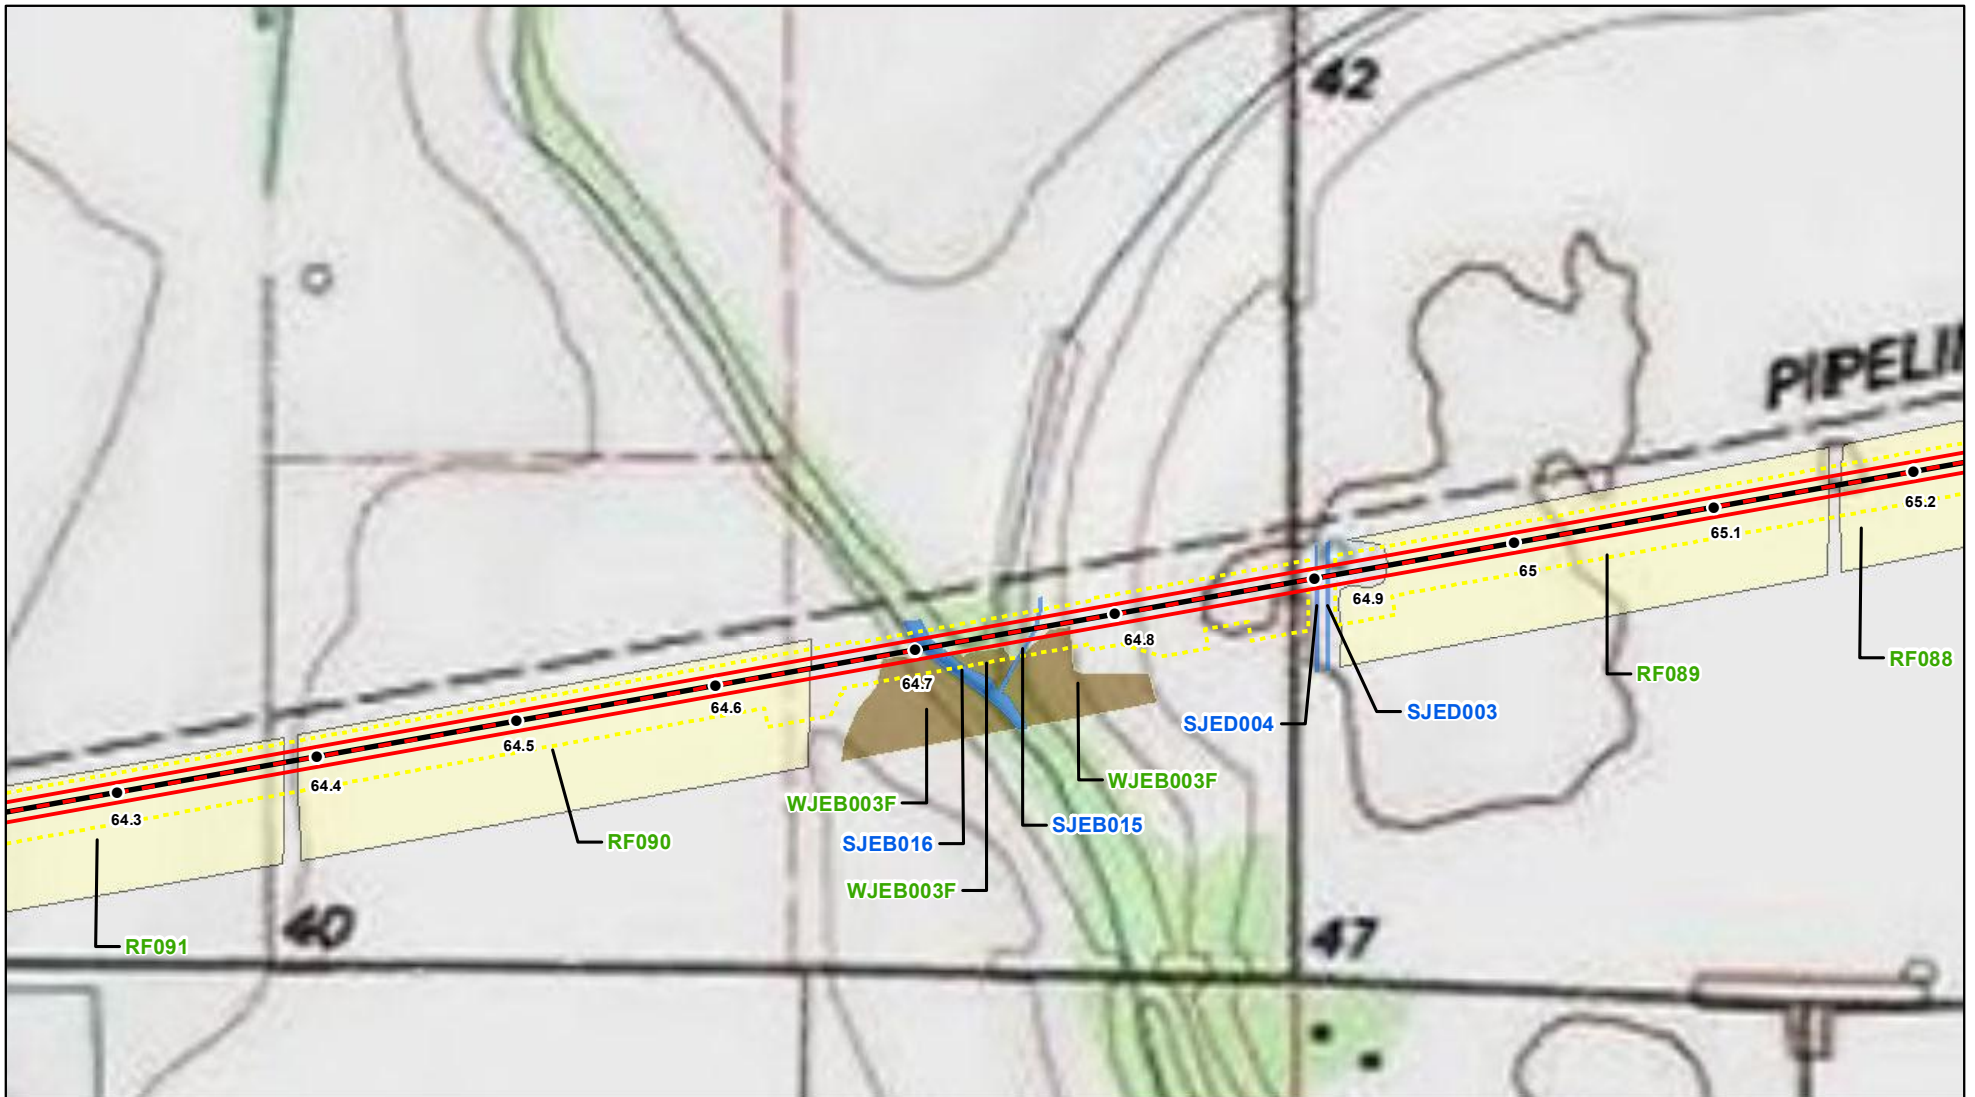 42
PIPELIN
65.2
65.1
65
64.9
RF088
RF089
64.8
SJED003
SJED004
64.7
64.6
64.5
WJEB003F
64.4
WJEB003F
64.3
SJEB015
RF090
SJEB016
WJEB003F
40
47
RF091